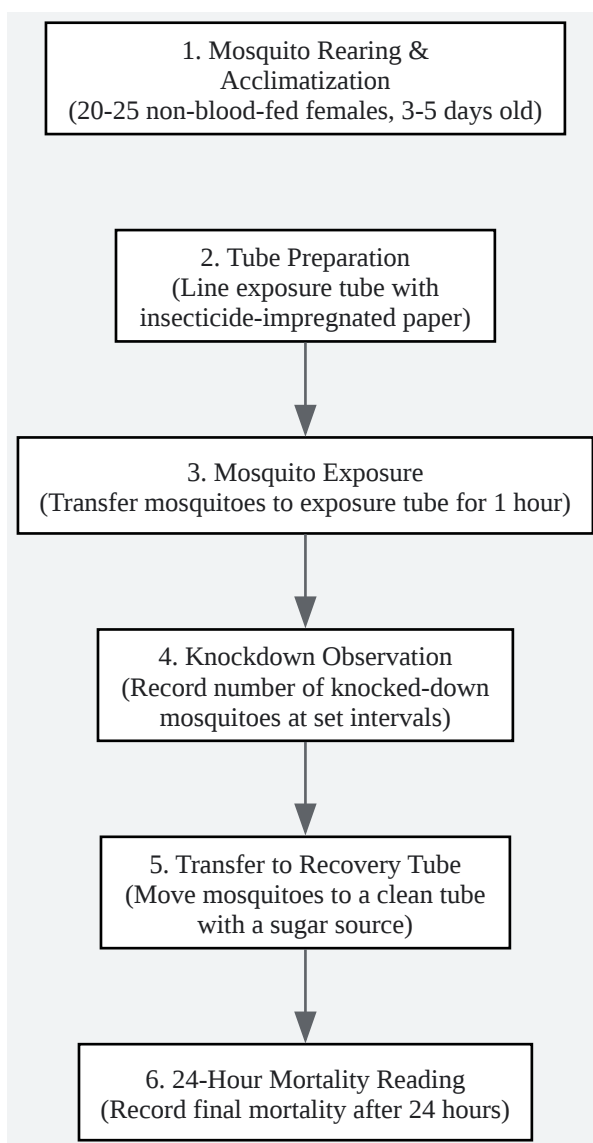 1. Mosquito Rearing &
Acclimatization
(20-25 non-blood-fed females, 3-5 days old)
2. Tube Preparation
(Line exposure tube with
insecticide-impregnated paper)
3. Mosquito Exposure
(Transfer mosquitoes to exposure tube for 1 hour)
4. Knockdown Observation
(Record number of knocked-down
mosquitoes at set intervals)
5. Transfer to Recovery Tube
(Move mosquitoes to a clean tube
with a sugar source)
6. 24-Hour Mortality Reading
(Record final mortality after 24 hours)